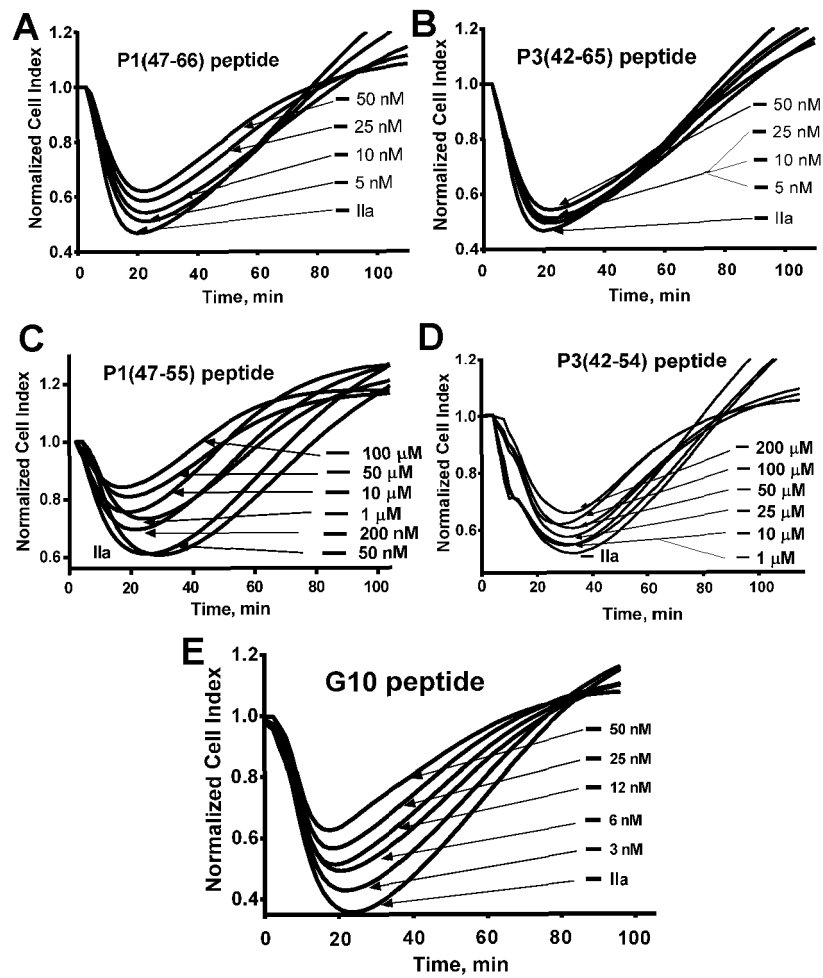 A
P1(47-66) peptide
Normalized Cell Index
1.2
1.0
0.8
0.6
0.4
50 nM
25 nM
10 nM
5 nM
IIa
0 20 40 60 80 100
Time, min
B
P3(42-65) peptide
Normalized Cell Index
1.2
1.0
0.8
0.6
0.4
50 nM
25 nM
10 nM
5 nM
IIa
0 20 40 60 80 100
Time, min
C
P1(47-55) peptide
Normalized Cell Index
1.2
1.0
0.8
0.6
100 μM
50 μM
10 μM
1 μM
200 nM
50 nM
IIa
0 20 40 60 80 100
Time, min
D
P3(42-54) peptide
Normalized Cell Index
1.2
1.0
0.8
0.6
200 μM
100 μM
50 μM
25 μM
10 μM
1 μM
IIa
0 20 40 60 80 100
Time, min
E
G10 peptide
Normalized Cell Index
1.2
1.0
0.8
0.6
0.4
50 nM
25 nM
12 nM
6 nM
3 nM
IIa
0 20 40 60 80 100
Time, min